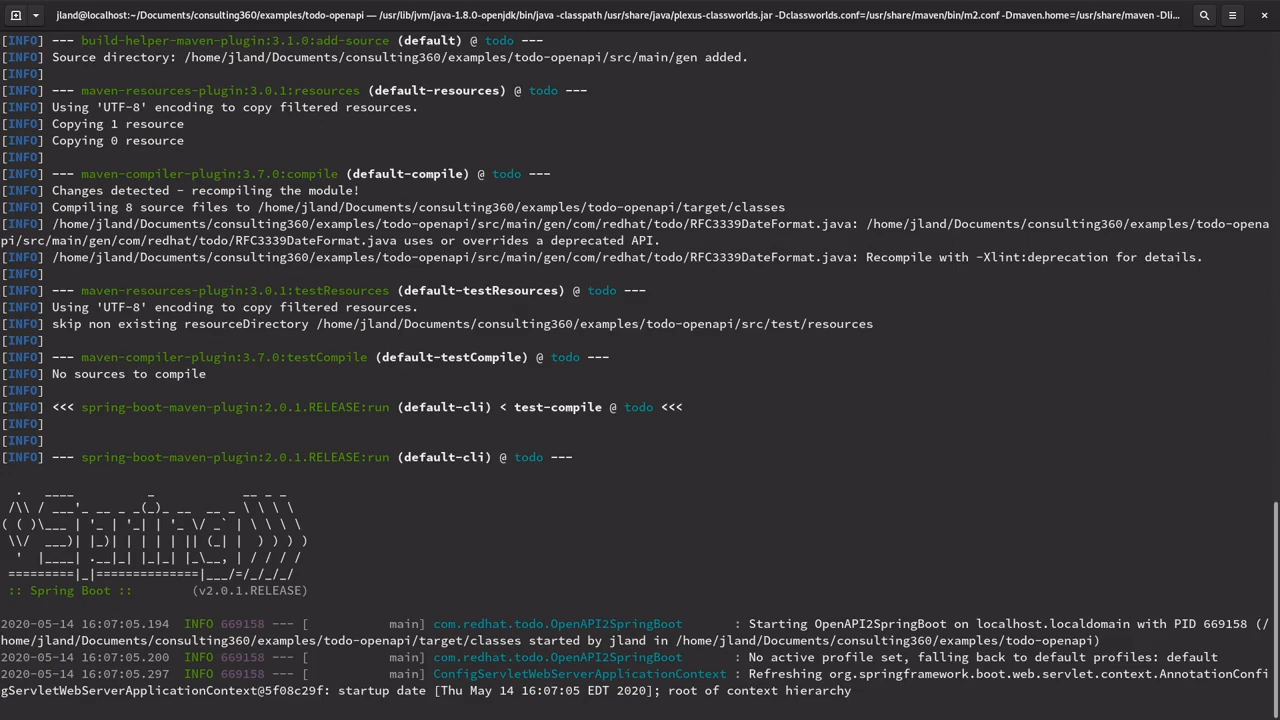 jland@localhost:~/Documents/consulting360/examples/todo-openapi — /usr/lib/jvm/java-1.8.0-openjdk/bin/java -classpath /usr/share/java/plexus-classworlds.jar -Dclassworlds.conf=/usr/share/maven/bin/m2.conf -Dmaven.home=/usr/share/maven -Dli...
[INFO] --- build-helper-maven-plugin:3.1.0:add-source (default) @ todo ---
[INFO] Source directory: /home/jland/Documents/consulting360/examples/todo-openapi/src/main/gen added.
[INFO]
[INFO] --- maven-resources-plugin:3.0.1:resources (default-resources) @ todo ---
[INFO] Using 'UTF-8' encoding to copy filtered resources.
[INFO] Copying 1 resource
[INFO] Copying 0 resource
[INFO]
[INFO] --- maven-compiler-plugin:3.7.0:compile (default-compile) @ todo ---
[INFO] Changes detected - recompiling the module!
[INFO] Compiling 8 source files to /home/jland/Documents/consulting360/examples/todo-openapi/target/classes
[INFO] /home/jland/Documents/consulting360/examples/todo-openapi/src/main/gen/com/redhat/todo/RFC3339DateFormat.java: /home/jland/Documents/consulting360/examples/todo-opena
pi/src/main/gen/com/redhat/todo/RFC3339DateFormat.java uses or overrides a deprecated API.
[INFO] /home/jland/Documents/consulting360/examples/todo-openapi/src/main/gen/com/redhat/todo/RFC3339DateFormat.java: Recompile with -Xlint:deprecation for details.
[INFO]
[INFO] --- maven-resources-plugin:3.0.1:testResources (default-testResources) @ todo ---
[INFO] Using 'UTF-8' encoding to copy filtered resources.
[INFO] skip non existing resourceDirectory /home/jland/Documents/consulting360/examples/todo-openapi/src/test/resources
[INFO]
[INFO] --- maven-compiler-plugin:3.7.0:testCompile (default-testCompile) @ todo ---
[INFO] No sources to compile
[INFO]
[INFO] <<< spring-boot-maven-plugin:2.0.1.RELEASE:run (default-cli) < test-compile @ todo <<<
[INFO]
[INFO]
[INFO] --- spring-boot-maven-plugin:2.0.1.RELEASE:run (default-cli) @ todo ---
  .   ____          _            __ _ _
 /\\ / ___'_ __ _ _(_)_ __  __ _ \ \ \ \
( ( )\___ | '_ | '_| | '_ \/ _` | \ \ \ \
 \\/  ___)| |_)| | | | | || (_| |  ) ) ) )
  '  |____| .__|_| |_|_| |_\__, | / / / /
 =========|_|==============|___/=/_/_/_/
 :: Spring Boot ::        (v2.0.1.RELEASE)
2020-05-14 16:07:05.194  INFO 669158 --- [           main] com.redhat.todo.OpenAPI2SpringBoot       : Starting OpenAPI2SpringBoot on localhost.localdomain with PID 669158 (/
home/jland/Documents/consulting360/examples/todo-openapi/target/classes started by jland in /home/jland/Documents/consulting360/examples/todo-openapi)
2020-05-14 16:07:05.200  INFO 669158 --- [           main] com.redhat.todo.OpenAPI2SpringBoot       : No active profile set, falling back to default profiles: default
2020-05-14 16:07:05.297  INFO 669158 --- [           main] ConfigServletWebServerApplicationContext : Refreshing org.springframework.boot.web.servlet.context.AnnotationConfi
gServletWebServerApplicationContext@5f08c29f: startup date [Thu May 14 16:07:05 EDT 2020]; root of context hierarchy